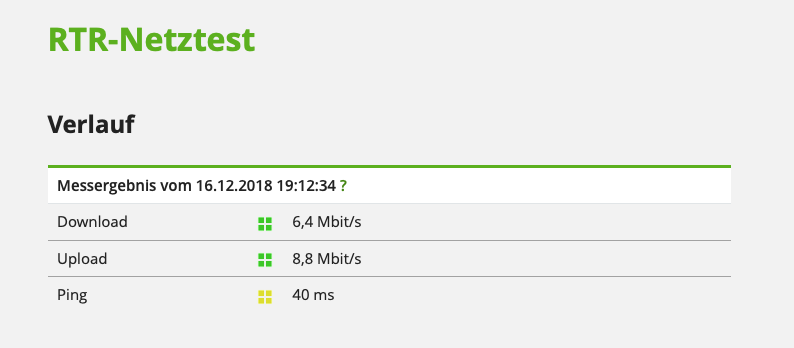 RTR-Netztest
Verlauf
Messergebnis vom 16.12.2018 19:12:34 ?
Download 6,4 Mbit/s
Upload 8,8 Mbit/s
Ping 40 ms